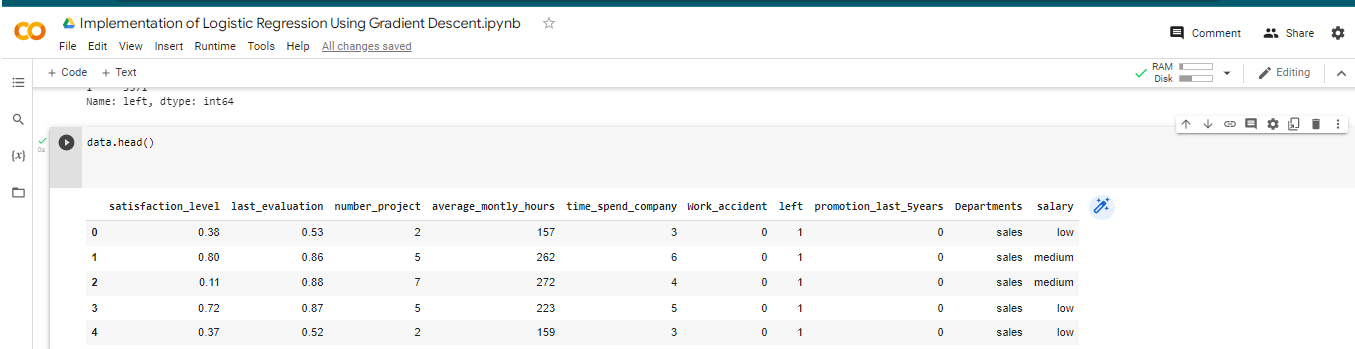 Implementation of Logistic Regression Using Gradient Descent.ipynb
File Edit View Insert Runtime Tools Help All changes saved
Comment Share
+ Code + Text
RAM
Disk
Editing
Name: left, dtype: int64
{x}
0s
data.head()
satisfaction_level last_evaluation number_project average_montly_hours time_spend_company Work_accident left promotion_last_5years Departments salary
0 0.38 0.53 2 157 3 0 1 0 sales low
1 0.80 0.86 5 262 6 0 1 0 sales medium
2 0.11 0.88 7 272 4 0 1 0 sales medium
3 0.72 0.87 5 223 5 0 1 0 sales low
4 0.37 0.52 2 159 3 0 1 0 sales low